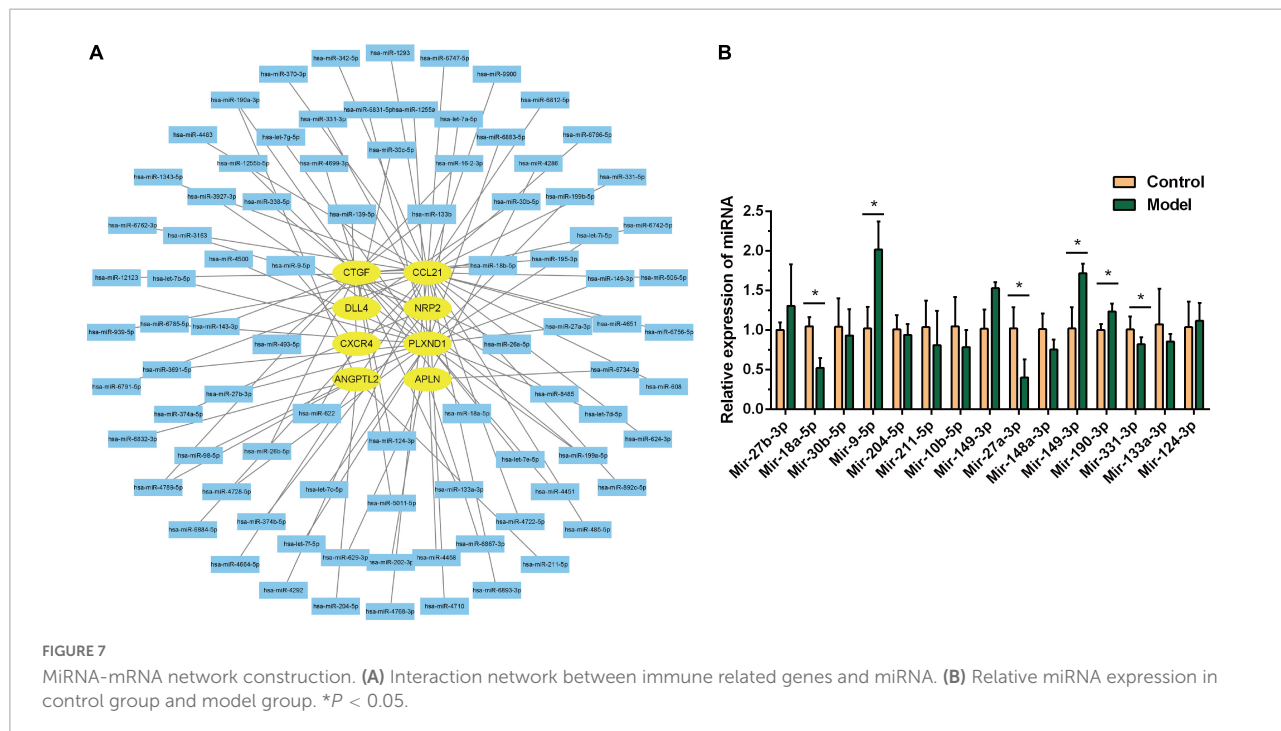 A
B
hsa-miR-1293
hsa-miR-342-5p
hsa-miR-6747-5p
hsa-miR-370-3p
hsa-miR-9900
hsa-miR-190a-3p
hsa-miR-6812-5p
hsa-miR-6831-5p
hsa-miR-1255a
hsa-miR-331-3p
hsa-let-7a-5p
hsa-miR-4483
hsa-let-7g-5p
hsa-miR-6883-5p
hsa-miR-6766-5p
hsa-miR-30c-5p
hsa-miR-1255b-5p
hsa-miR-4699-3p
hsa-miR-16-2-3p
hsa-miR-4286
hsa-miR-1343-5p
hsa-miR-331-5p
hsa-miR-3927-3p
hsa-miR-338-5p
hsa-miR-30b-5p
hsa-miR-199b-5p
hsa-miR-139-5p
hsa-miR-133b
hsa-miR-6762-3p
hsa-miR-3163
hsa-let-7i-5p
hsa-miR-6742-5p
hsa-miR-4500
hsa-miR-9-5p
hsa-miR-18b-5p
hsa-miR-195-3p
CTGF
CCL21
hsa-miR-12123
hsa-let-7b-5p
hsa-miR-149-3p
hsa-miR-506-5p
DLL4
NRP2
hsa-miR-939-5p
hsa-miR-6785-5p
hsa-miR-143-3p
hsa-miR-27a-3p
hsa-miR-4651
hsa-miR-6756-5p
CXCR4
PLXND1
hsa-miR-493-5p
hsa-miR-26a-5p
hsa-miR-3691-5p
hsa-miR-6734-3p
ANGPTL2
APLN
hsa-miR-6791-5p
hsa-miR-27b-3p
hsa-miR-8485
hsa-miR-608
hsa-miR-374a-5p
hsa-miR-622
hsa-miR-18a-5p
hsa-let-7d-5p
hsa-miR-6832-3p
hsa-miR-124-3p
hsa-miR-624-3p
hsa-miR-98-5p
hsa-miR-26b-5p
hsa-let-7e-5p
hsa-miR-199a-5p
hsa-miR-4789-5p
hsa-miR-4728-5p
hsa-let-7c-5p
hsa-miR-133a-3p
hsa-miR-4451
hsa-miR-892c-5p
hsa-miR-5011-5p
hsa-miR-6884-5p
hsa-miR-374b-5p
hsa-miR-4722-5p
hsa-miR-485-5p
hsa-let-7f-5p
hsa-miR-6867-3p
hsa-miR-4664-5p
hsa-miR-629-3p
hsa-miR-202-3p
hsa-miR-4458
hsa-miR-211-5p
hsa-miR-4292
hsa-miR-6893-3p
hsa-miR-204-5p
hsa-miR-4768-3p
hsa-miR-4710
Control
Model
Relative expression of miRNA
2.5
2.0
1.5
1.0
0.5
0.0
*
*
*
*
*
*
Mir-27b-3p
Mir-18a-5p
Mir-30b-5p
Mir-9-5p
Mir-204-5p
Mir-211-5p
Mir-10b-5p
Mir-149-3p
Mir-27a-3p
Mir-148a-3p
Mir-149-3p
Mir-190-3p
Mir-331-3p
Mir-133a-3p
Mir-124-3p
FIGURE 7
MiRNA-mRNA network construction. (A) Interaction network between immune related genes and miRNA. (B) Relative miRNA expression in
control group and model group. *P < 0.05.